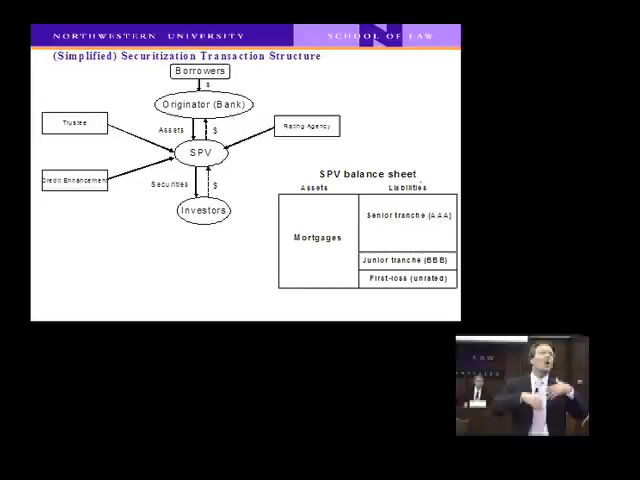 NORTHWESTERN UNIVERSITY
SCHOOL OF LAW
(Simplified) Securitization Transaction Structure
Borrowers
$
Originator (Bank)
Trustee
Assets
$
Rating Agency
SPV
Credit Enhancement
Securities
$
Investors
SPV balance sheet
Assets
Liabilities
Mortgages
Senior tranche (AAA)
Junior tranche (BBB)
First-loss (unrated)
LAW